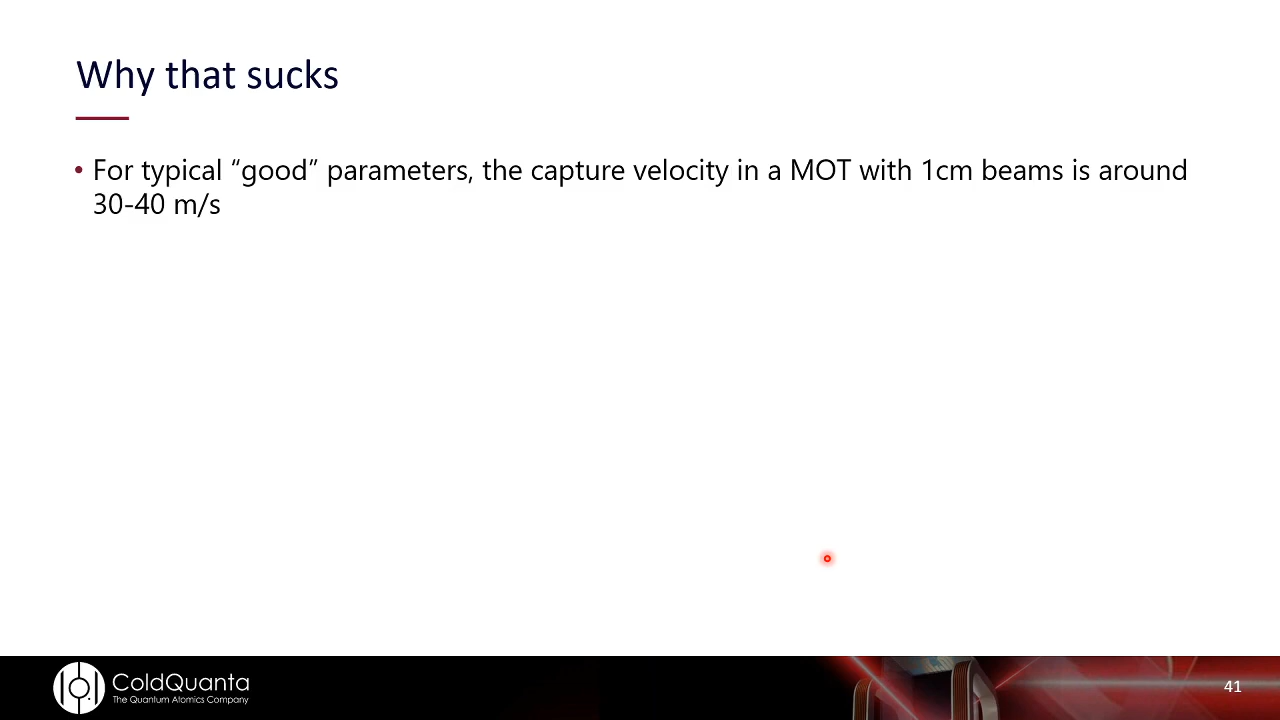 Why that sucks
• For typical “good” parameters, the capture velocity in a MOT with 1cm beams is around
30-40 m/s
ColdQuanta
The Quantum Atomics Company
41